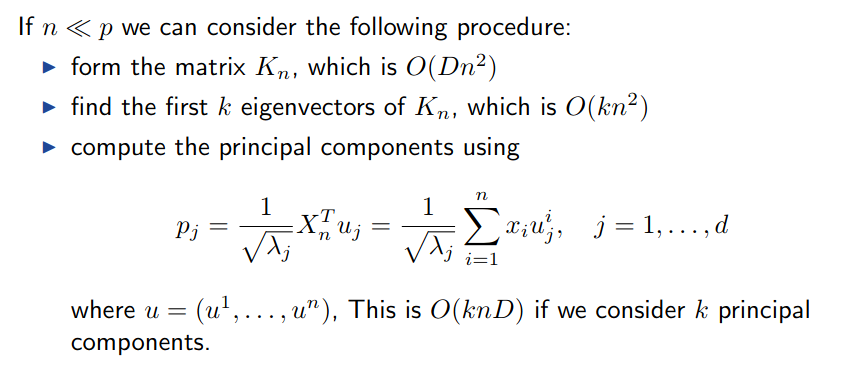 If $n \ll p$ we can consider the following procedure:
▶ form the matrix $K_n$, which is $O(Dn^2)$
▶ find the first $k$ eigenvectors of $K_n$, which is $O(kn^2)$
▶ compute the principal components using
$p_j = \frac{1}{\sqrt{\lambda_j}} X_n^T u_j = \frac{1}{\sqrt{\lambda_j}} \sum_{i=1}^{n} x_i u_j^i, \quad j = 1, \ldots, d$
where $u = (u^1, \ldots, u^n)$, This is $O(knD)$ if we consider $k$ principal
components.